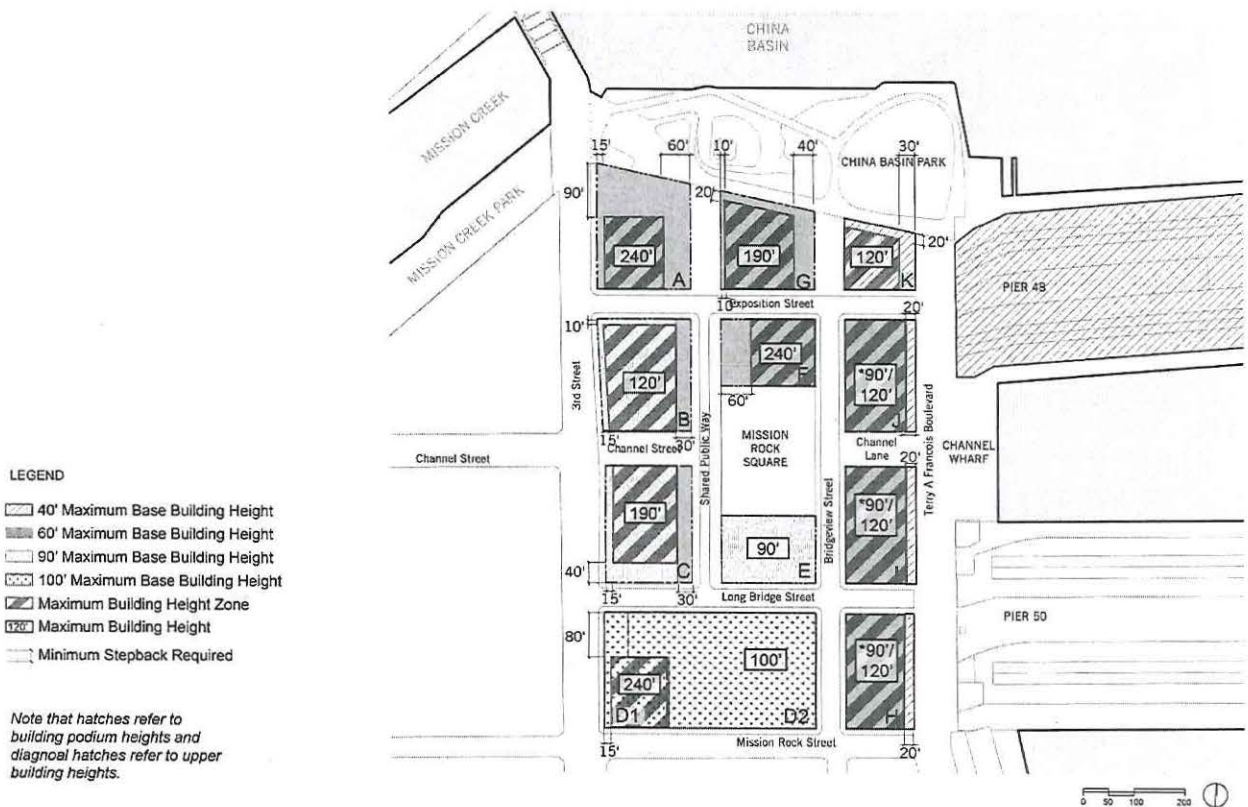 CHINA
BASIN
MISSION CREEK
MISSION CREEK PARK
CHINA BASIN PARK
15'
60'
10'
40'
30'
90'
20'
20'
240'
190'
120'
A
G
K
PIER 48
Exposition Street
10'
20'
10'
240'
F
3rd Street
120'
*90'/
120'
60'
B
J
Shared Public Way
MISSION
ROCK
SQUARE
Terry A Francois Boulevard
15'
30'
Channel Street
Channel Street
Channel
Lane
CHANNEL
WHARF
20'
190'
Bridgeview Street
*90'/
120'
90'
40'
C
E
I
15'
30'
Long Bridge Street
PIER 50
80'
100'
*90'/
120'
240'
D1
D2
H
15'
Mission Rock Street
20'
LEGEND
40' Maximum Base Building Height
60' Maximum Base Building Height
90' Maximum Base Building Height
100' Maximum Base Building Height
Maximum Building Height Zone
120' Maximum Building Height
Minimum Stepback Required
Note that hatches refer to
building podium heights and
diagnoal hatches refer to upper
building heights.
0 50 100 200